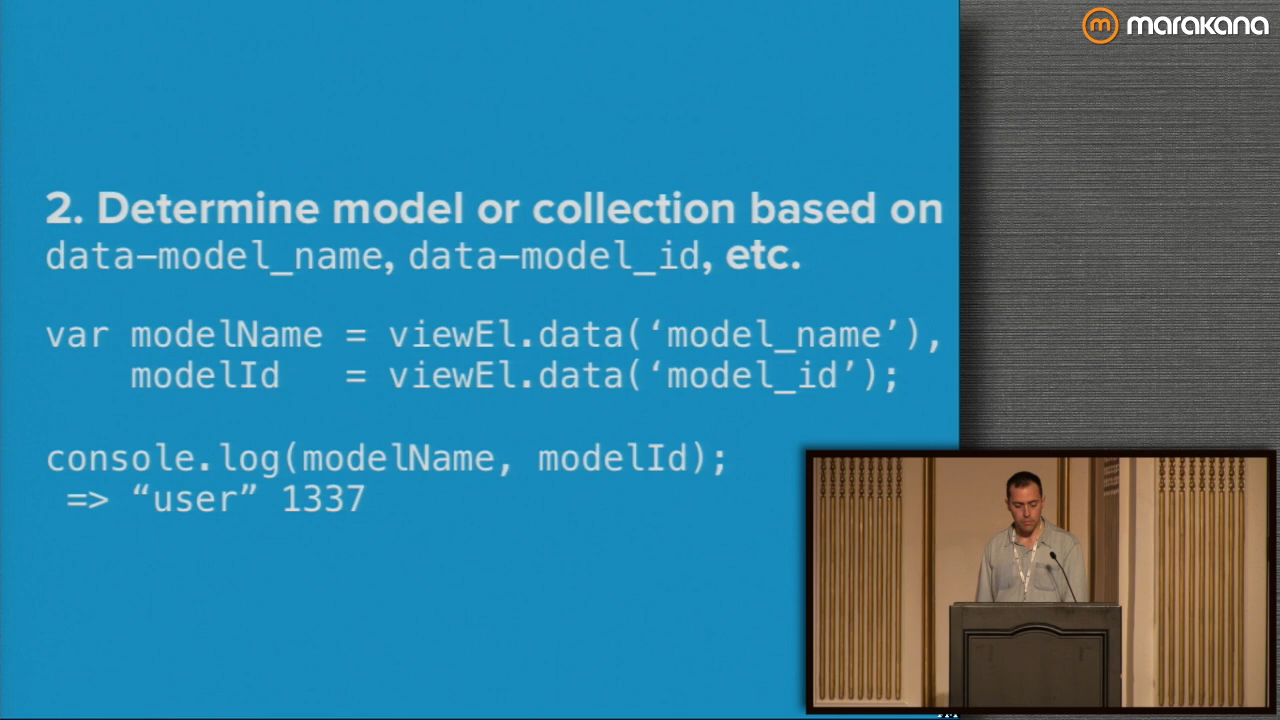 marakana
2. Determine model or collection based on
data-model_name, data-model_id, etc.
var modelName = viewEl.data(‘model_name’),
modelId = viewEl.data(‘model_id’);
console.log(modelName, modelId);
=> “user” 1337